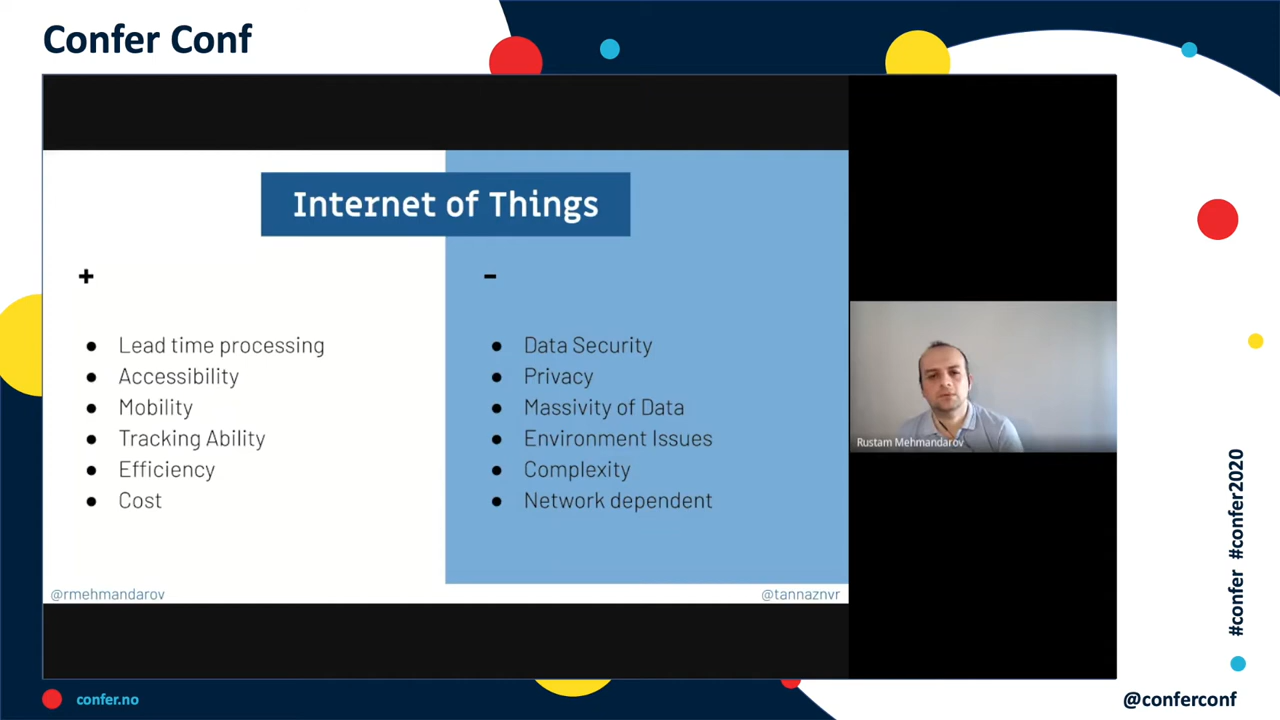 Confer Conf
Internet of Things
+
● Lead time processing
● Accessibility
● Mobility
● Tracking Ability
● Efficiency
● Cost
-
● Data Security
● Privacy
● Massivity of Data
● Environment Issues
● Complexity
● Network dependent
@rmehmandarov
@tannaznvr
Rustam Mehmandarov
#confer #confer2020
confer.no
@conferconf